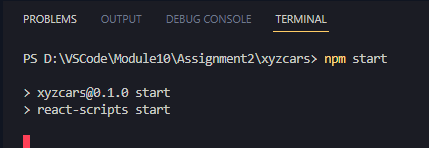 PROBLEMS OUTPUT DEBUG CONSOLE TERMINAL
PS D:\VSCode\Module10\Assignment2\xyzcars> npm start
> xyzcars@0.1.0 start
> react-scripts start